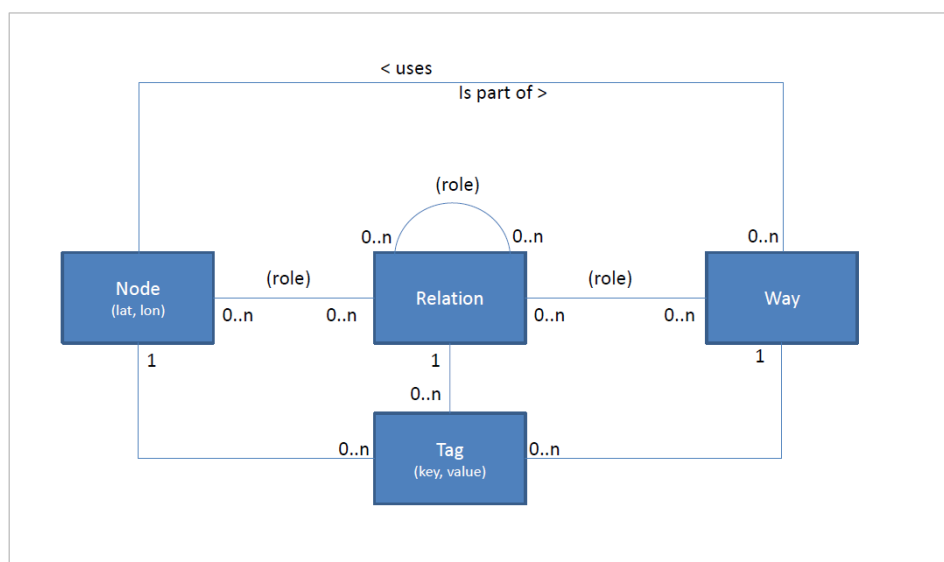 < uses
Is part of >
(role)
0..n
0..n
0..n
Node
(lat, lon)
(role)
Relation
(role)
Way
0..n
0..n
0..n
0..n
1
1
1
0..n
0..n
Tag
(key, value)
0..n